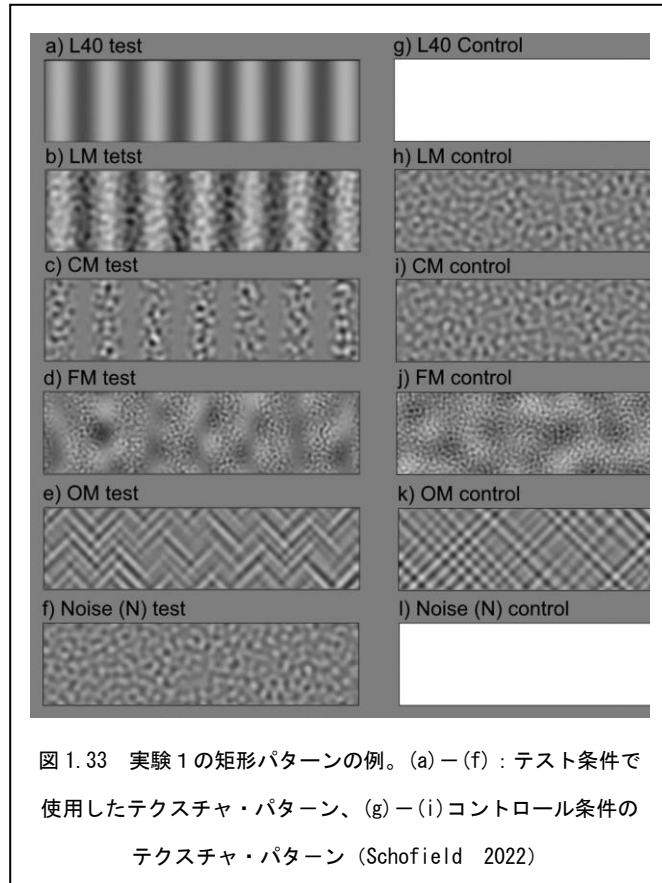 a) L40 test
g) L40 Control
b) LM tetst
h) LM control
c) CM test
i) CM control
d) FM test
j) FM control
e) OM test
k) OM control
f) Noise (N) test
l) Noise (N) control
図 1.33 実験１の矩形パターンの例。(a)－(f)：テスト条件で
使用したテクスチャ・パターン、(g)－(i)コントロール条件の
テクスチャ・パターン (Schofield 2022)